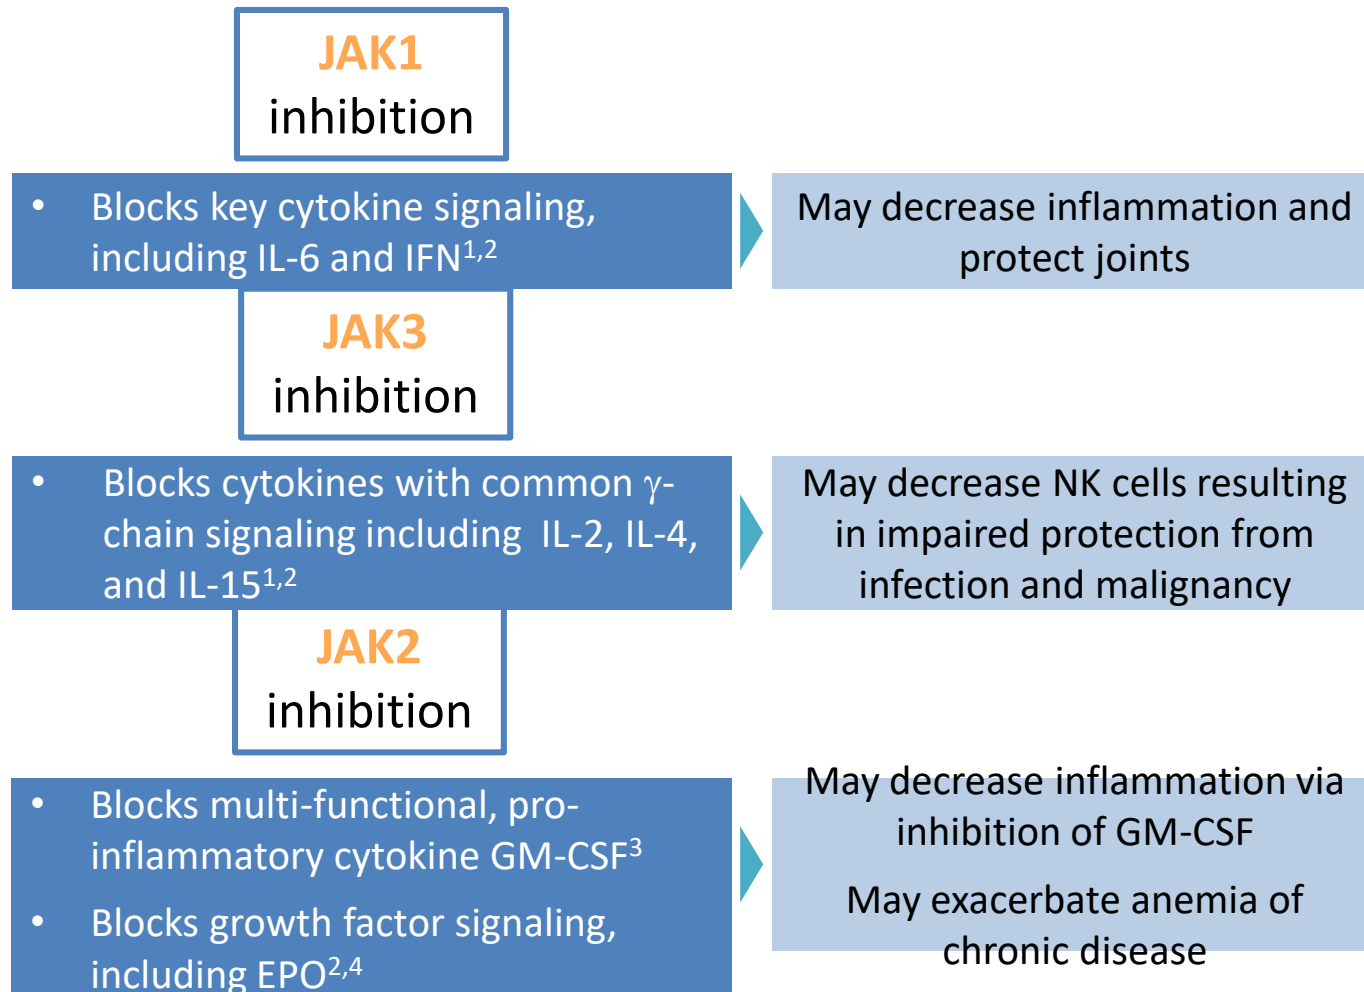 JAK1
inhibition
• Blocks key cytokine signaling,
including IL-6 and IFN1,2
May decrease inflammation and
protect joints
JAK3
inhibition
• Blocks cytokines with common γ-
chain signaling including IL-2, IL-4,
and IL-151,2
May decrease NK cells resulting
in impaired protection from
infection and malignancy
JAK2
inhibition
• Blocks multi-functional, pro-
inflammatory cytokine GM-CSF3
• Blocks growth factor signaling,
including EPO2,4
May decrease inflammation via
inhibition of GM-CSF
May exacerbate anemia of
chronic disease